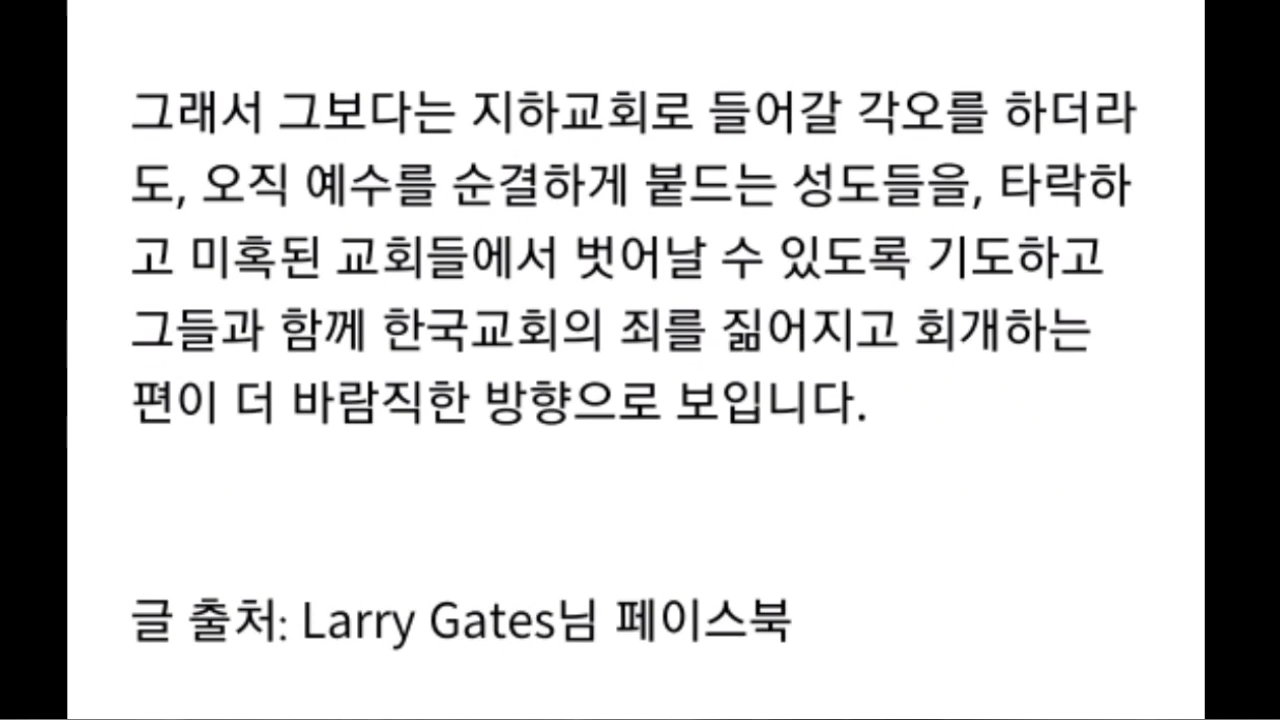 그래서 그보다는 지하교회로 들어갈 각오를 하더라
도, 오직 예수를 순결하게 붙드는 성도들을, 타락하
고 미혹된 교회들에서 벗어날 수 있도록 기도하고
그들과 함께 한국교회의 죄를 짊어지고 회개하는
편이 더 바람직한 방향으로 보입니다.
글 출처: Larry Gates님 페이스북